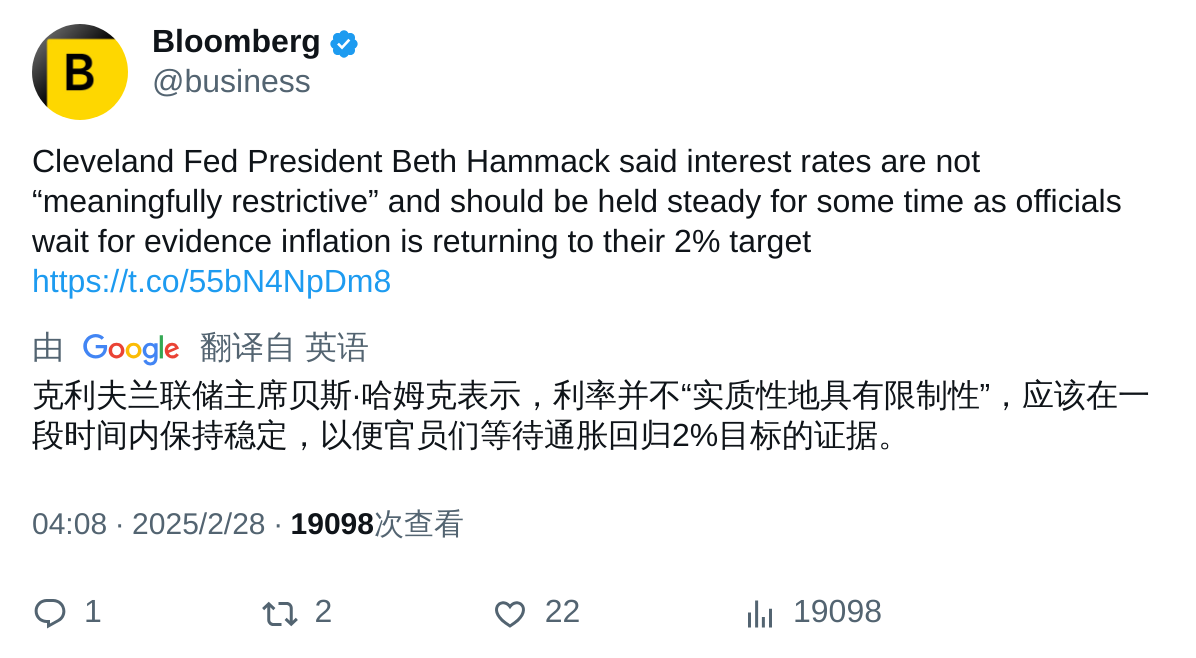 Bloomberg
@business
Cleveland Fed President Beth Hammack said interest rates are not
“meaningfully restrictive” and should be held steady for some time as officials
wait for evidence inflation is returning to their 2% target
https://t.co/55bN4NpDm8
由 Google 翻译自 英语
克利夫兰联储主席贝斯·哈姆克表示，利率并不“实质性地具有限制性”，应该在一
段时间内保持稳定，以便官员们等待通胀回归2%目标的证据。
04:08 · 2025/2/28 · 19098次查看
1 2 22 19098